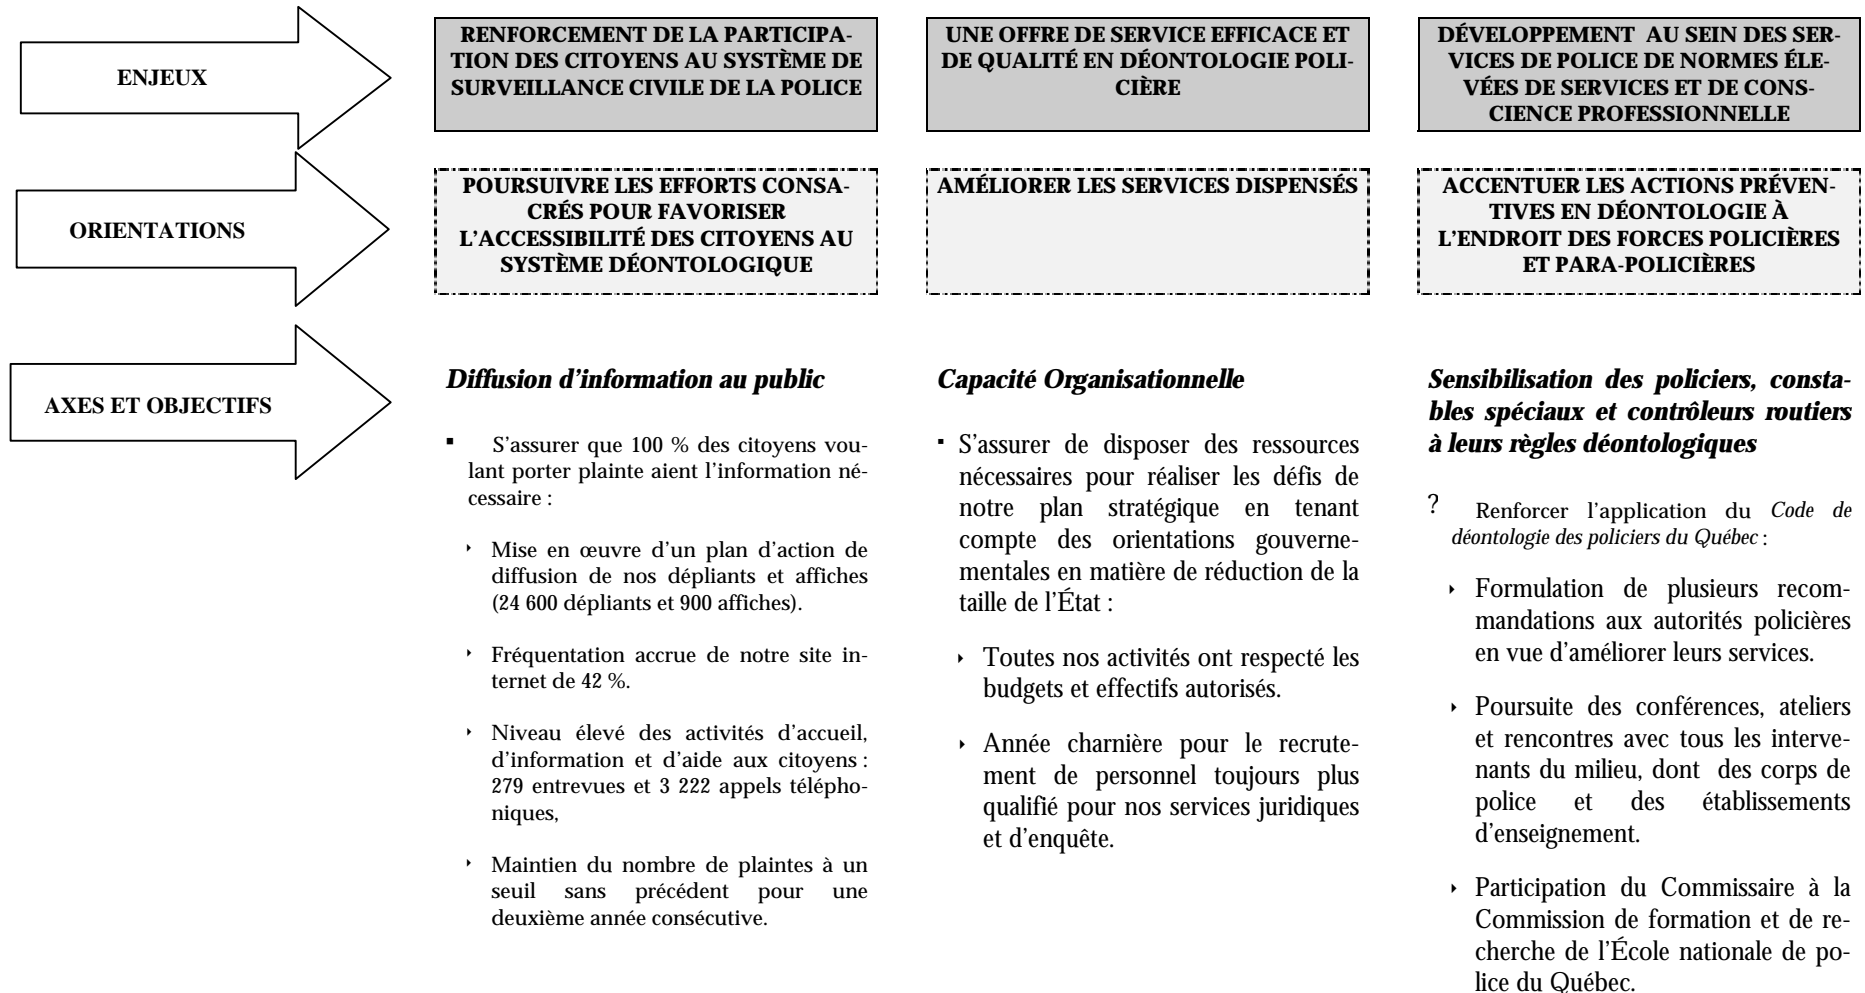 ENJEUX
RENFORCEMENT DE LA PARTICIPA-
TION DES CITOYENS AU SYSTÈME DE
SURVEILLANCE CIVILE DE LA POLICE
UNE OFFRE DE SERVICE EFFICACE ET
DE QUALITÉ EN DÉONTOLOGIE POLI-
CIÈRE
DÉVELOPPEMENT AU SEIN DES SER-
VICES DE POLICE DE NORMES ÉLE-
VÉES DE SERVICES ET DE CONS-
CIENCE PROFESSIONNELLE
ORIENTATIONS
POURSUIVRE LES EFFORTS CONSA-
CRÉS POUR FAVORISER
L’ACCESSIBILITÉ DES CITOYENS AU
SYSTÈME DÉONTOLOGIQUE
AMÉLIORER LES SERVICES DISPENSÉS
ACCENTUER LES ACTIONS PRÉVEN-
TIVES EN DÉONTOLOGIE À
L’ENDROIT DES FORCES POLICIÈRES
ET PARA-POLICIÈRES
AXES ET OBJECTIFS
Diffusion d’information au public
▪ S’assurer que 100 % des citoyens vou-
lant porter plainte aient l’information né-
cessaire :
‣ Mise en œuvre d’un plan d’action de
diffusion de nos dépliants et affiches
(24 600 dépliants et 900 affiches).
‣ Fréquentation accrue de notre site in-
ternet de 42 %.
‣ Niveau élevé des activités d’accueil,
d’information et d’aide aux citoyens :
279 entrevues et 3 222 appels télépho-
niques,
‣ Maintien du nombre de plaintes à un
seuil sans précédent pour une
deuxième année consécutive.
Capacité Organisationnelle
▪ S’assurer de disposer des ressources
nécessaires pour réaliser les défis de
notre plan stratégique en tenant
compte des orientations gouverne-
mentales en matière de réduction de la
taille de l’État :
‣ Toutes nos activités ont respecté les
budgets et effectifs autorisés.
‣ Année charnière pour le recrute-
ment de personnel toujours plus
qualifié pour nos services juridiques
et d’enquête.
Sensibilisation des policiers, consta-
bles spéciaux et contrôleurs routiers
à leurs règles déontologiques
? Renforcer l’application du Code de
déontologie des policiers du Québec :
‣ Formulation de plusieurs recom-
mandations aux autorités policières
en vue d’améliorer leurs services.
‣ Poursuite des conférences, ateliers
et rencontres avec tous les interve-
nants du milieu, dont des corps de
police et des établissements
d’enseignement.
‣ Participation du Commissaire à la
Commission de formation et de re-
cherche de l’École nationale de po-
lice du Québec.